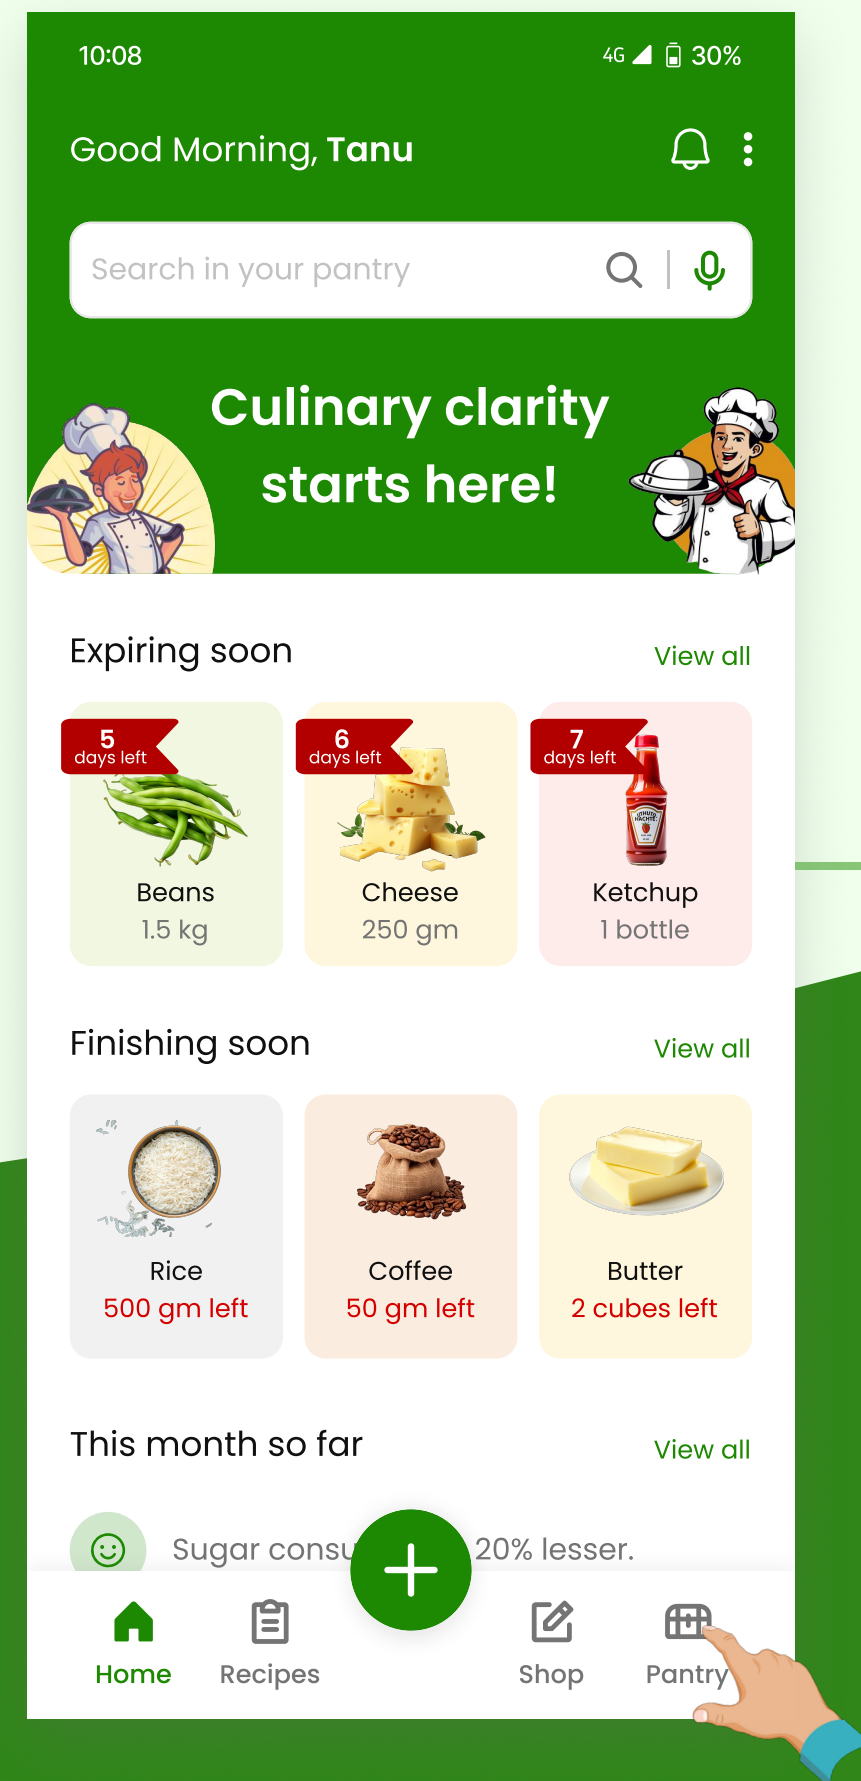 10:08
4G 30%
Good Morning, Tanu
Search in your pantry
Culinary clarity
starts here!
Expiring soon
View all
5
days left
6
days left
7
days left
Beans
Cheese
Ketchup
1.5 kg
250 gm
1 bottle
Finishing soon
View all
Rice
Coffee
Butter
500 gm left
50 gm left
2 cubes left
This month so far
View all
Sugar 20% lesser.
Home
Recipes
Shop
Pantry